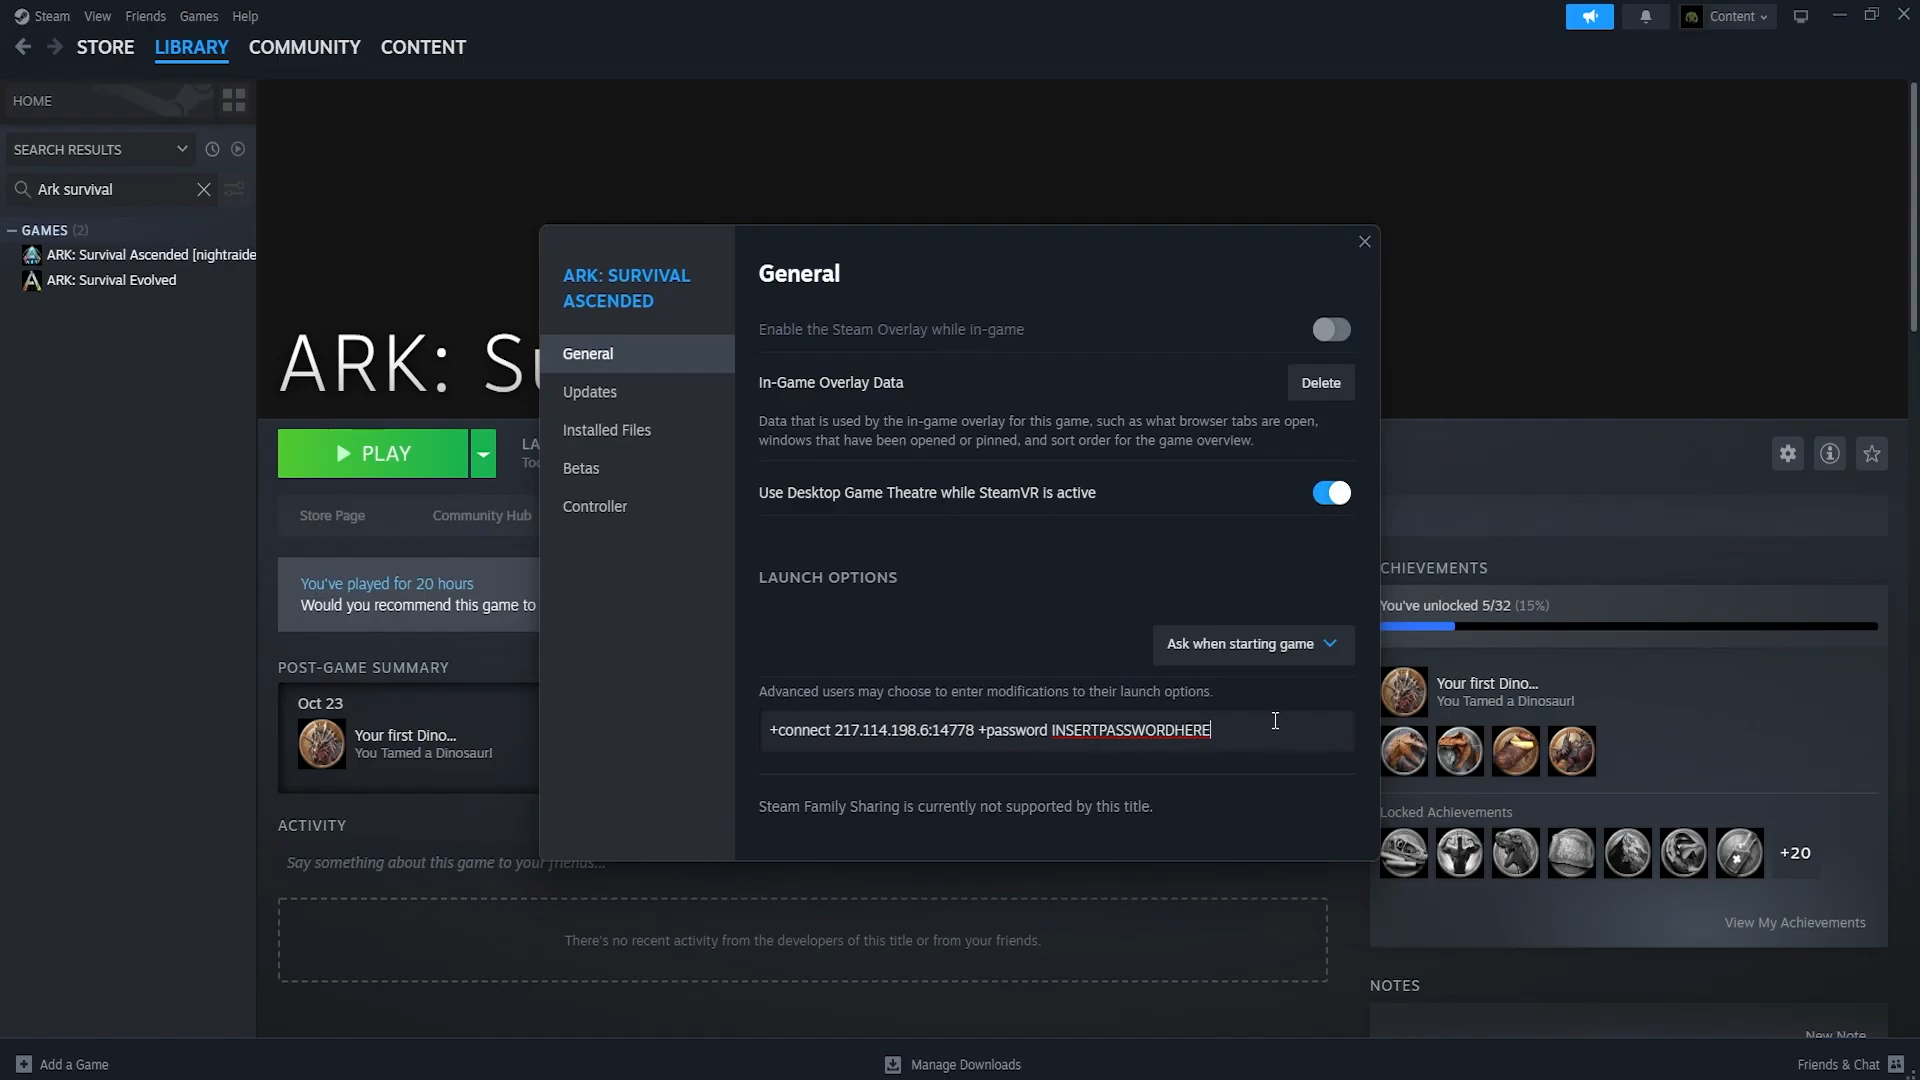 Steam View Friends Games Help
Content
STORE LIBRARY COMMUNITY CONTENT
HOME
SEARCH RESULTS
Ark survival
GAMES (2)
ARK: Survival Ascended [nightraide
ARK: Survival Evolved
ARK: Su
PLAY
LA
Too
Store Page Community Hub
You've played for 20 hours
Would you recommend this game to
POST-GAME SUMMARY
Oct 23
Your first Dino...
You Tamed a Dinosaur!
ACTIVITY
Say something about this game to your friends...
There's no recent activity from the developers of this title or from your friends.
ARK: SURVIVAL
ASCENDED
General
Updates
Installed Files
Betas
Controller
General
Enable the Steam Overlay while in-game
In-Game Overlay Data
Delete
Data that is used by the in-game overlay for this game, such as what browser tabs are open,
windows that have been opened or pinned, and sort order for the game overview.
Use Desktop Game Theatre while SteamVR is active
LAUNCH OPTIONS
Ask when starting game
Advanced users may choose to enter modifications to their launch options.
+connect 217.114.198.6:14778 +password INSERTPASSWORDHERE
Steam Family Sharing is currently not supported by this title.
CHIEVEMENTS
You've unlocked 5/32 (15%)
Your first Dino...
You Tamed a Dinosaur!
Locked Achievements
+20
View My Achievements
NOTES
New Note
Add a Game
Manage Downloads
Friends & Chat